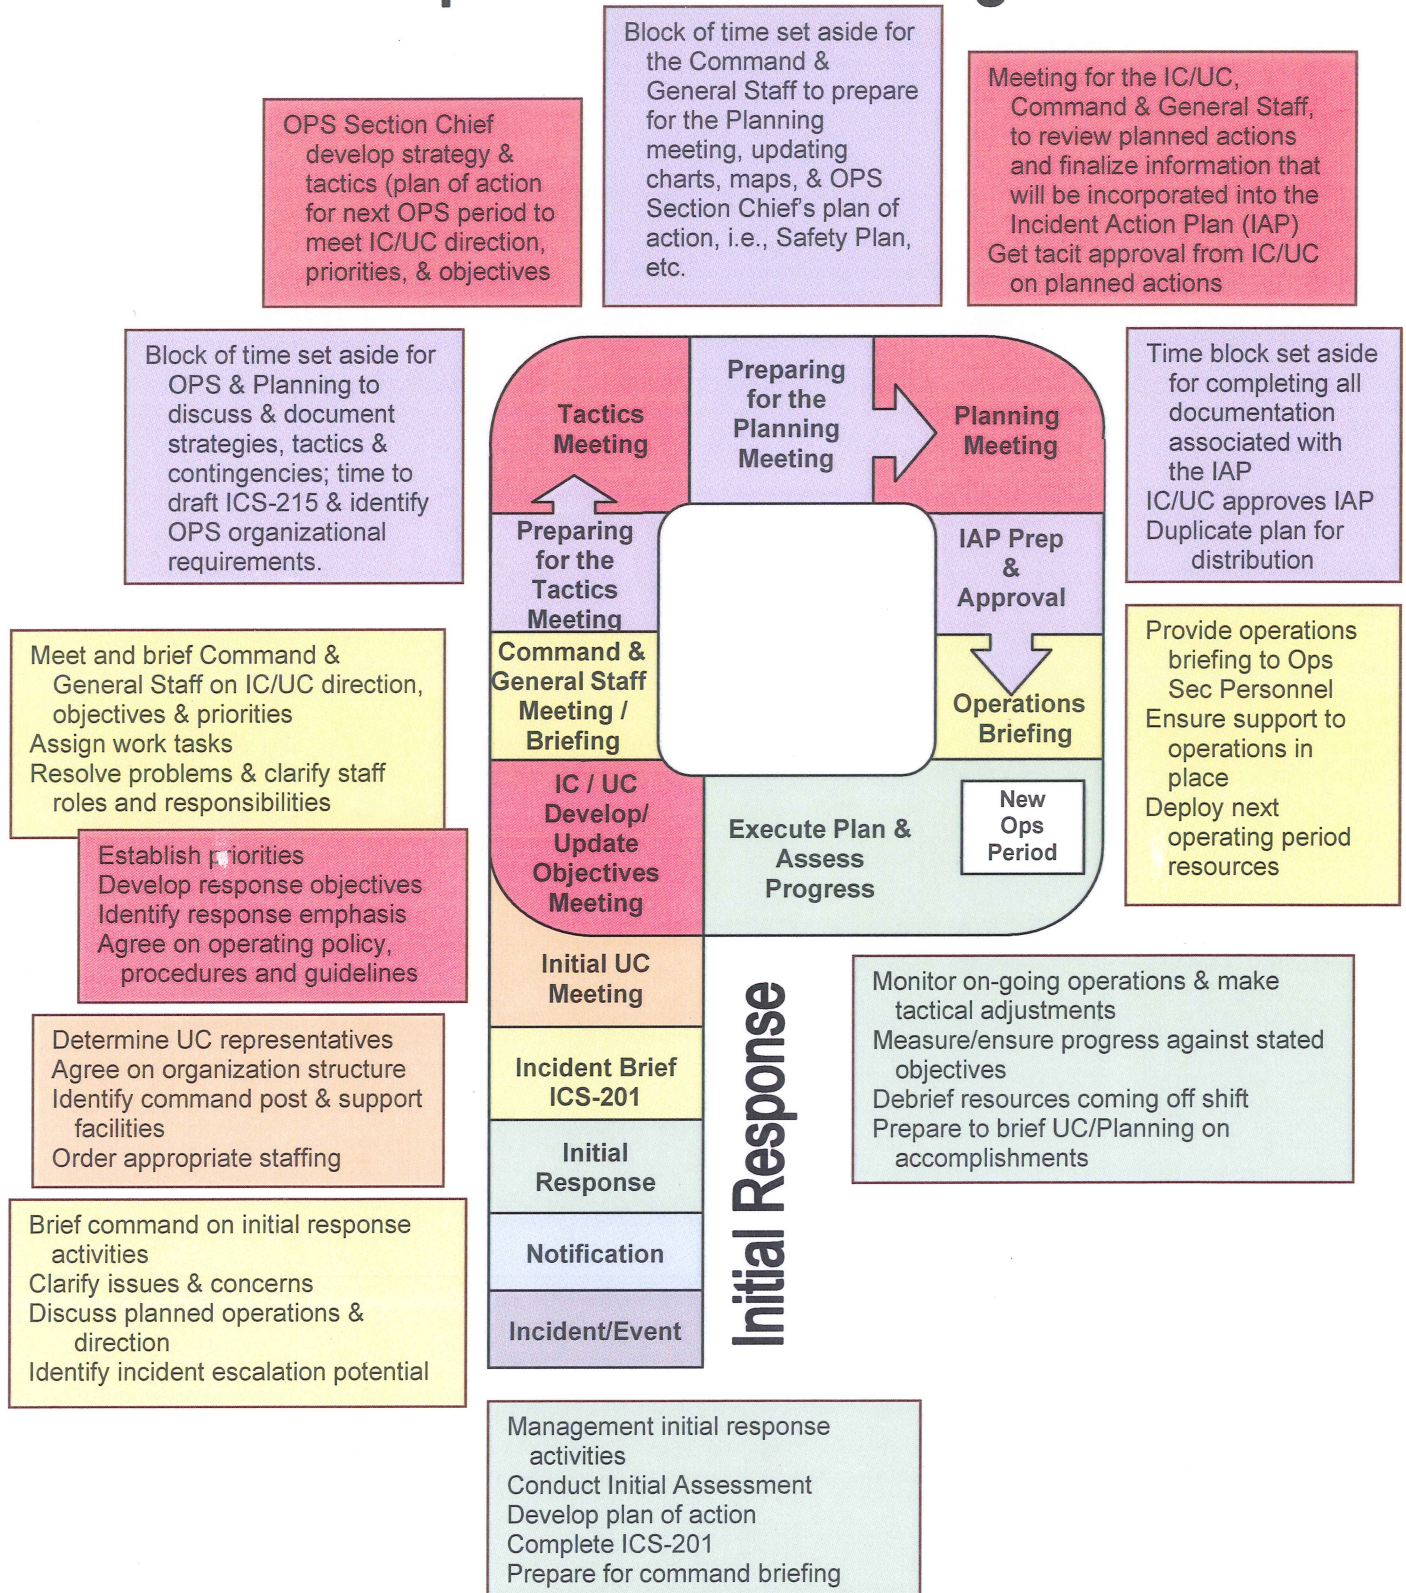 Block of time set aside for
the Command &
General Staff to prepare
for the Planning
meeting, updating
charts, maps, & OPS
Section Chief's plan of
action, i.e., Safety Plan,
etc.
Meeting for the IC/UC,
Command & General Staff,
to review planned actions
and finalize information that
will be incorporated into the
Incident Action Plan (IAP)
Get tacit approval from IC/UC
on planned actions
OPS Section Chief
develop strategy &
tactics (plan of action
for next OPS period to
meet IC/UC direction,
priorities, & objectives
Block of time set aside for
OPS & Planning to
discuss & document
strategies, tactics &
contingencies; time to
draft ICS-215 & identify
OPS organizational
requirements.
Tactics
Meeting
Preparing
for the
Planning
Meeting
Planning
Meeting
Time block set aside
for completing all
documentation
associated with
the IAP
IC/UC approves IAP
Duplicate plan for
distribution
Preparing
for the
Tactics
Meeting
IAP Prep
&
Approval
Meet and brief Command &
General Staff on IC/UC direction,
objectives & priorities
Assign work tasks
Resolve problems & clarify staff
roles and responsibilities
Command &
General Staff
Meeting /
Briefing
Operations
Briefing
Provide operations
briefing to Ops
Sec Personnel
Ensure support to
operations in
place
Deploy next
operating period
resources
Establish priorities
Develop response objectives
Identify response emphasis
Agree on operating policy,
procedures and guidelines
IC / UC
Develop/
Update
Objectives
Meeting
Execute Plan &
Assess
Progress
New
Ops
Period
Initial UC
Meeting
Determine UC representatives
Agree on organization structure
Identify command post & support
facilities
Order appropriate staffing
Incident Brief
ICS-201
Initial Response
Monitor on-going operations & make
tactical adjustments
Measure/ensure progress against stated
objectives
Debrief resources coming off shift
Prepare to brief UC/Planning on
accomplishments
Initial
Response
Brief command on initial response
activities
Clarify issues & concerns
Discuss planned operations &
direction
Identify incident escalation potential
Notification
Incident/Event
Management initial response
activities
Conduct Initial Assessment
Develop plan of action
Complete ICS-201
Prepare for command briefing